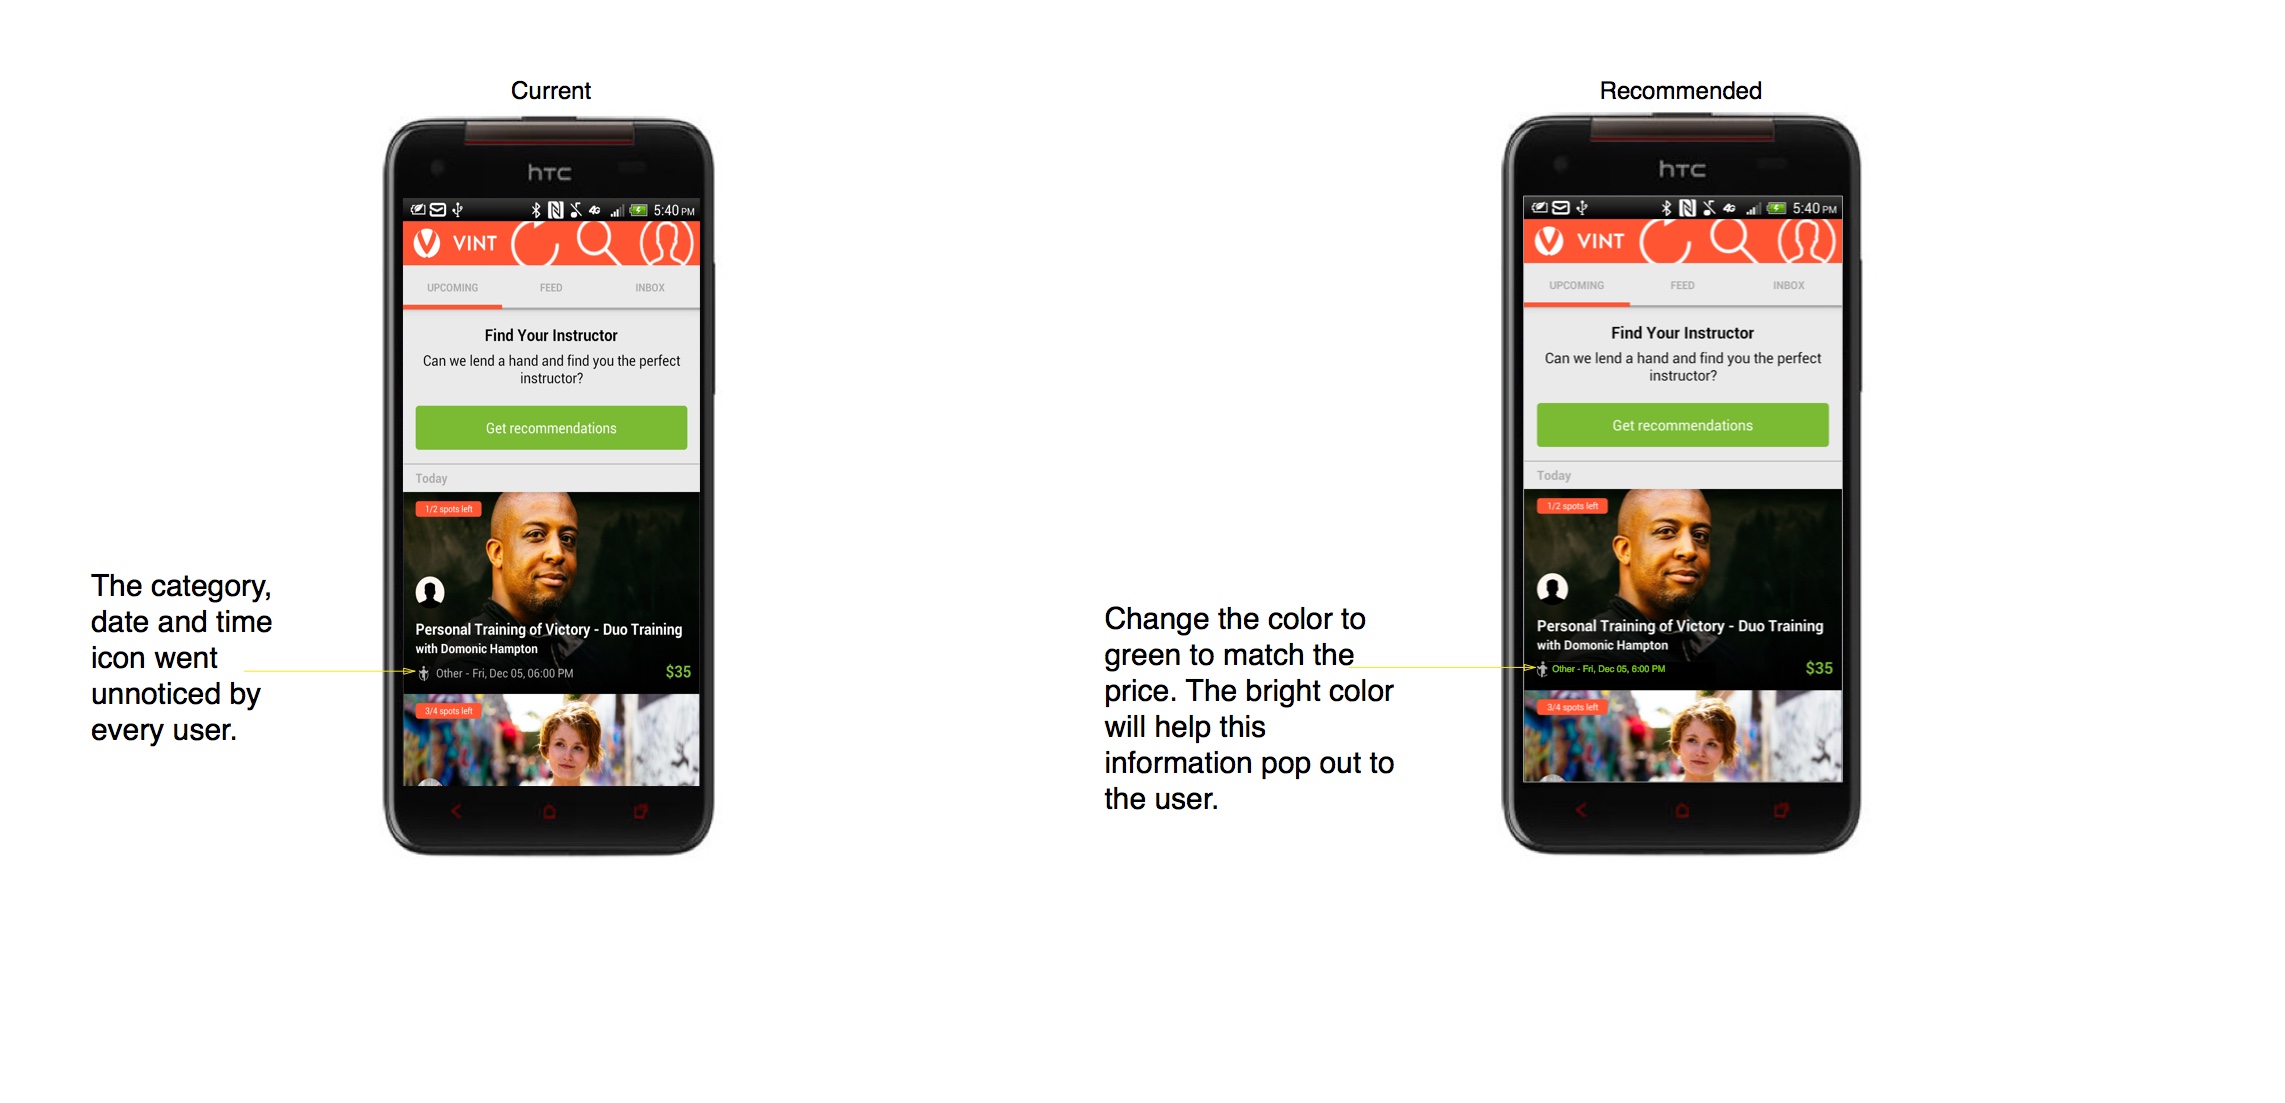 Current
htc
5:40 PM
VINT
UPCOMING FEED INBOX
Find Your Instructor
Can we lend a hand and find you the perfect
instructor?
Get recommendations
Today
1/2 spots left
Personal Training of Victory - Duo Training
with Domonic Hampton
Other - Fri, Dec 05, 06:00 PM $35
3/4 spots left
The category,
date and time
icon went
unnoticed by
every user.
Recommended
htc
4G 5:40 PM
VINT
UPCOMING FEED INBOX
Find Your Instructor
Can we lend a hand and find you the perfect
instructor?
Get recommendations
Today
1/2 spots left
Personal Training of Victory - Duo Training
with Domonic Hampton
Other - Fri, Dec 05, 6:00 PM $35
3/4 spots left
Change the color to
green to match the
price. The bright color
will help this
information pop out to
the user.